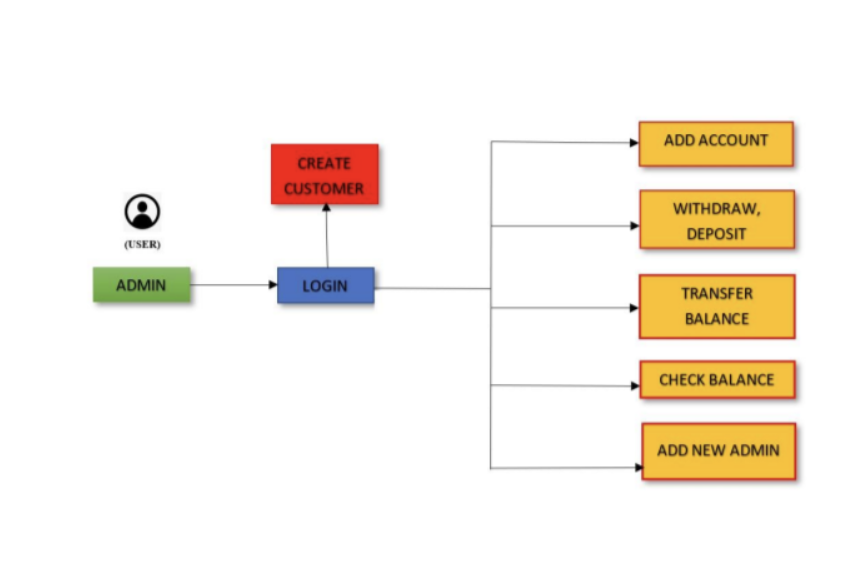 CREATE
CUSTOMER
(USER)
ADMIN
LOGIN
ADD ACCOUNT
WITHDRAW,
DEPOSIT
TRANSFER
BALANCE
CHECK BALANCE
ADD NEW ADMIN